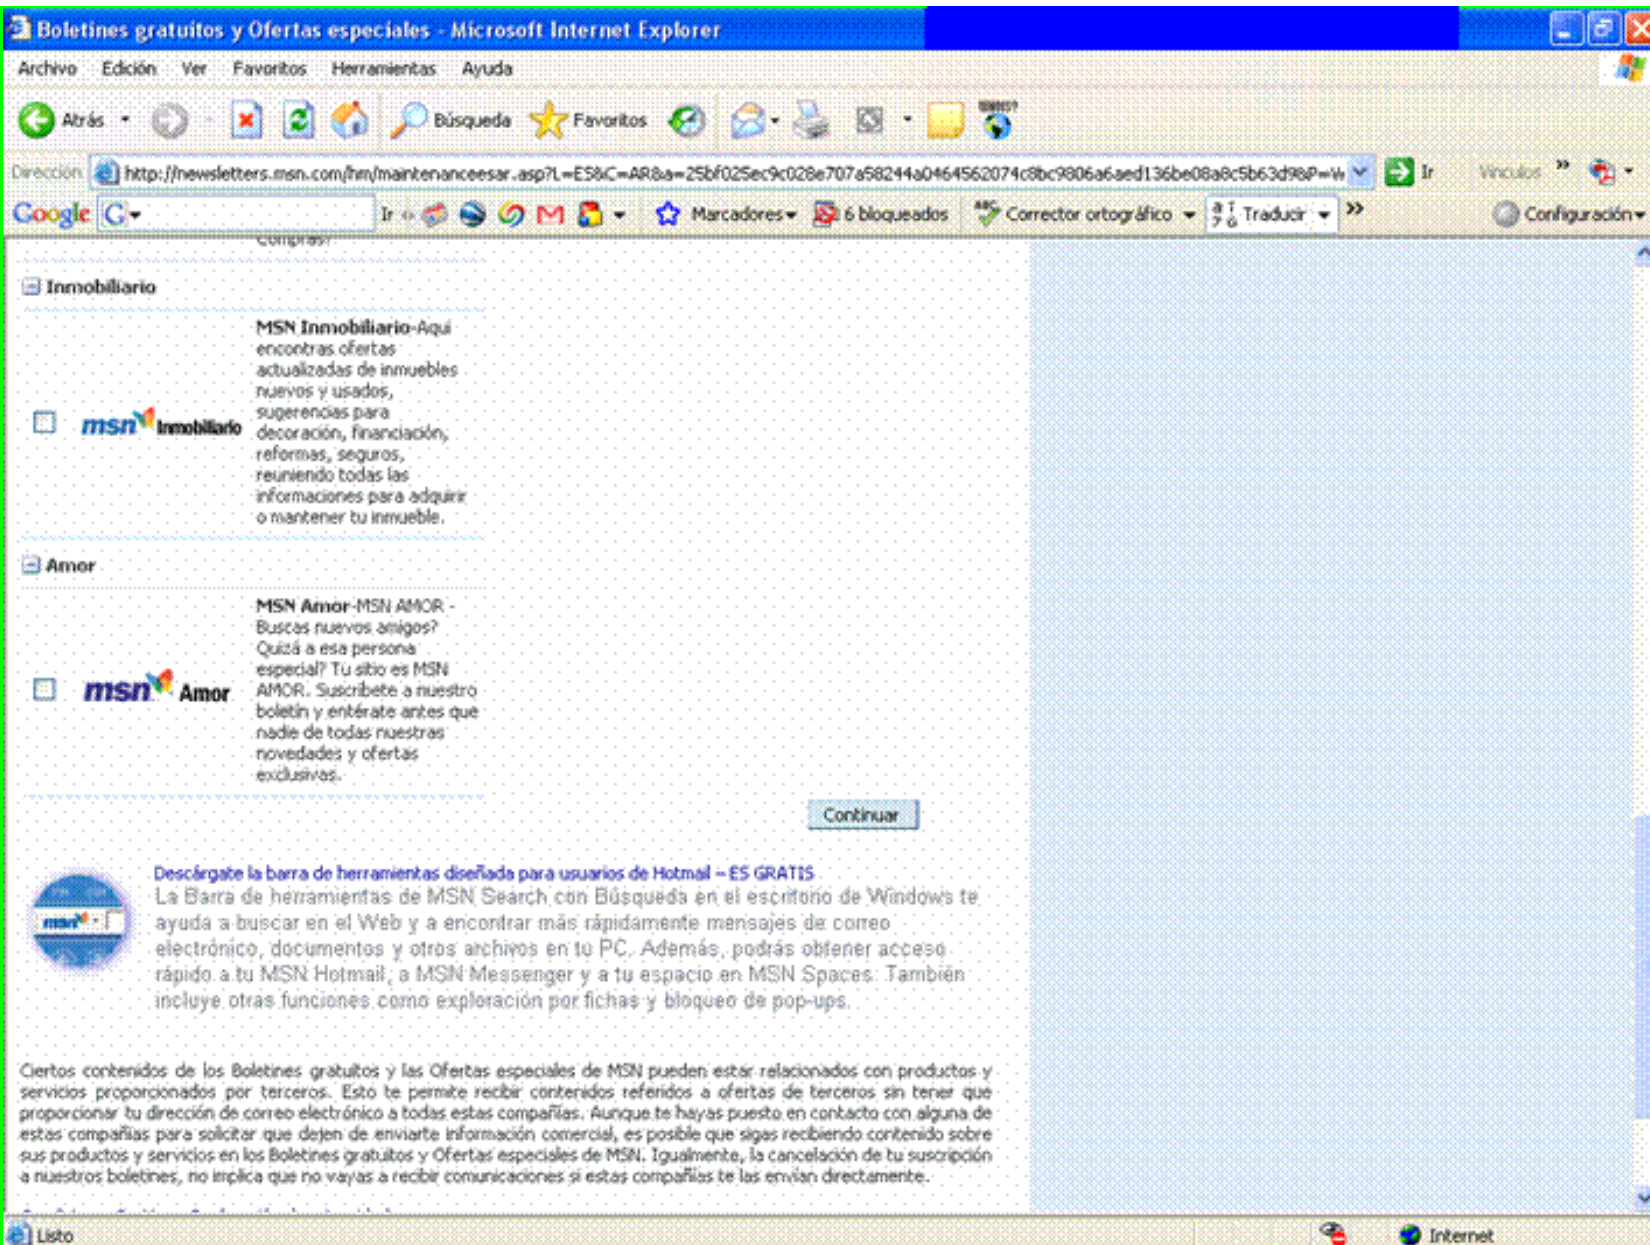 Boletines gratuitos y Ofertas especiales - Microsoft Internet Explorer
Archivo Edición Ver Favoritos Herramientas Ayuda
Atrás Búsqueda Favoritos
Dirección http://newsletters.msn.com/hm/maintenanceesar.asp?L=ES&C=AR&a=25bf025ec9c028e707a58244a0464562074c8bc9806a6aed136be08a8c5b63d98P=W Ir Vínculos »
Google G Ir Marcadores 6 bloqueados Corrector ortográfico Traducir » Configuración
Compras!
Inmobiliario
MSN Inmobiliario-Aqui
encontras ofertas
actualizadas de inmuebles
nuevos y usados,
sugerencias para
msn Inmobiliario
decoración, financiación,
reformas, seguros,
reuniendo todas las
informaciones para adquirir
o mantener tu inmueble.
Amor
MSN Amor-MSN AMOR -
Buscas nuevos amigos?
Quizá a esa persona
especial? Tu sitio es MSN
msn Amor
AMOR. Suscríbete a nuestro
boletín y entérate antes que
nadie de todas nuestras
novedades y ofertas
exclusivas.
Continuar
Descárgate la barra de herramientas diseñada para usuarios de Hotmail – ES GRATIS
La Barra de herramientas de MSN Search con Búsqueda en el escritorio de Windows te
msn
ayuda a buscar en el Web y a encontrar más rápidamente mensajes de correo
electrónico, documentos y otros archivos en tu PC. Además, podrás obtener acceso
rápido a tu MSN Hotmail, a MSN Messenger y a tu espacio en MSN Spaces. También
incluye otras funciones como exploración por fichas y bloqueo de pop-ups.
Ciertos contenidos de los Boletines gratuitos y las Ofertas especiales de MSN pueden estar relacionados con productos y
servicios proporcionados por terceros. Esto te permite recibir contenidos referidos a ofertas de terceros sin tener que
proporcionar tu dirección de correo electrónico a todas estas compañías. Aunque te hayas puesto en contacto con alguna de
estas compañías para solicitar que dejen de enviarte información comercial, es posible que sigas recibiendo contenido sobre
sus productos y servicios en los Boletines gratuitos y Ofertas especiales de MSN. Igualmente, la cancelación de tu suscripción
a nuestros boletines, no implica que no vayas a recibir comunicaciones si estas compañías te las envían directamente.
Listo Internet